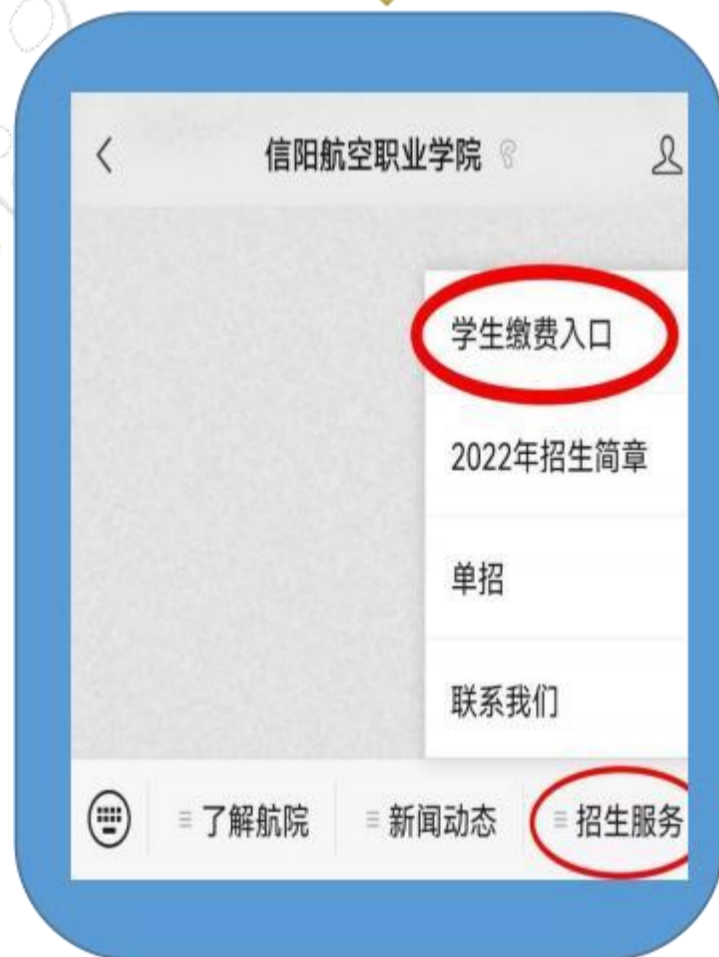 信阳航空职业学院
学生缴费入口
2022年招生简章
单招
联系我们
了解航院 新闻动态 招生服务